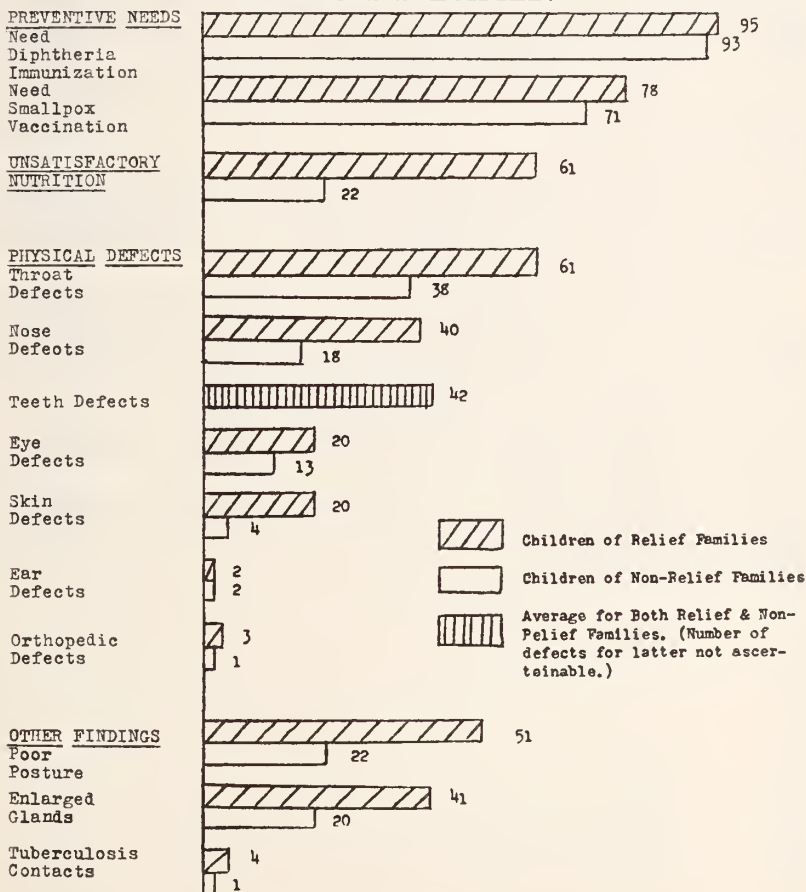 PREVENTIVE NEEDS
Need
Diphtheria
Immunization
95
93
Need
Smallpox
Vaccination
78
71
UNSATISFACTORY
NUTRITION
61
22
PHYSICAL DEFECTS
Throat
Defects
61
38
Nose
Defects
40
18
Teeth Defects
42
Eye
Defects
20
13
Skin
Defects
20
4
Ear
Defects
2
2
Orthopedic
Defects
3
1
Children of Relief Families
Children of Non-Relief Families
Average for Both Relief & Non-
Pelief Families. (Number of
defects for latter not ascer-
teinable.)
OTHER FINDINGS
Poor
Posture
51
22
Enlarged
Glands
41
20
Tuberculosis
Contacts
4
1